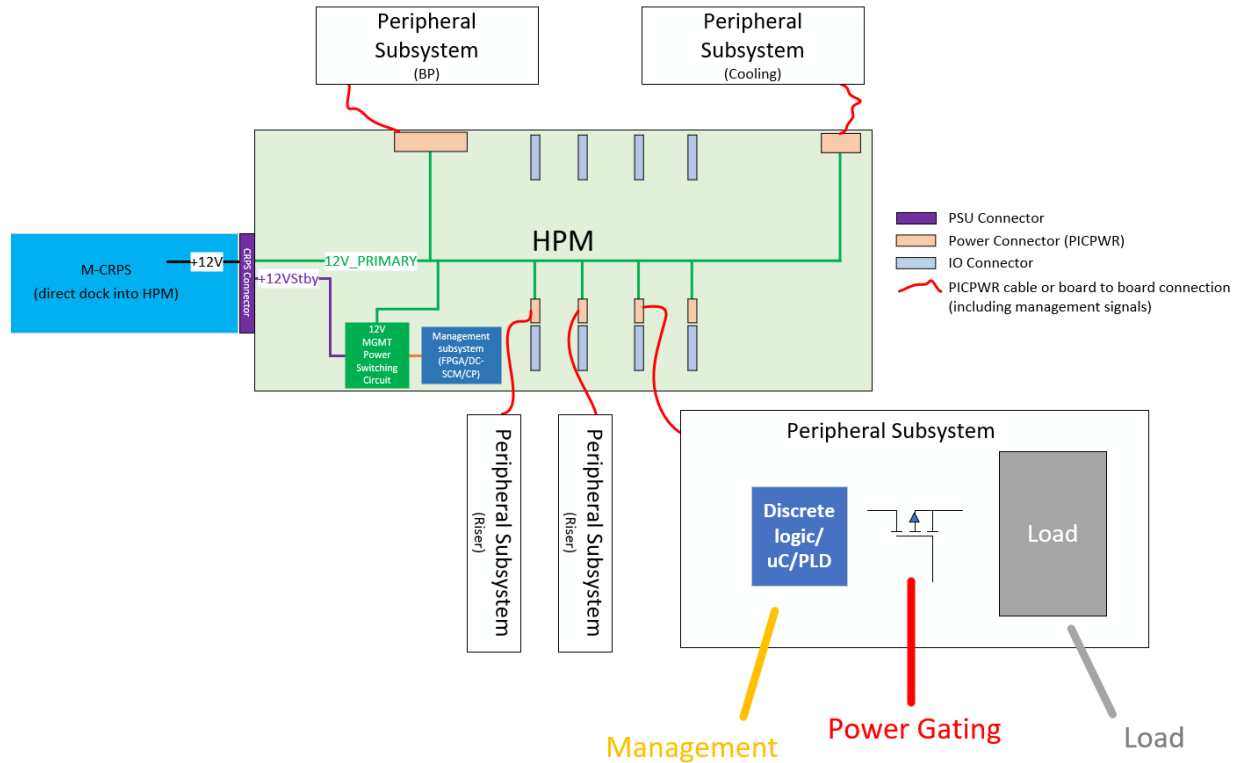 Peripheral
Subsystem
(BP)
Peripheral
Subsystem
(Cooling)
HPM
M-CRPS
(direct dock into HPM)
+12V
CRPS Connector
12V_PRIMARY
+12VStby
12V
MGMT
Power
Switching
Circuit
Management
subsystem
(FPGA/DC-
SCM/CP)
PSU Connector
Power Connector (PICPWR)
IO Connector
PICPWR cable or board to board connection
(including management signals)
Peripheral Subsystem
(Riser)
Peripheral Subsystem
(Riser)
Peripheral Subsystem
Discrete
logic/
uC/PLD
Load
Management
Power Gating
Load